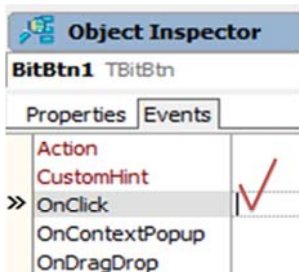 Object Inspector
BitBtn1 TBitBtn
Properties Events
Action
CustomHint
» OnClick
OnContextPopup
OnDragDrop